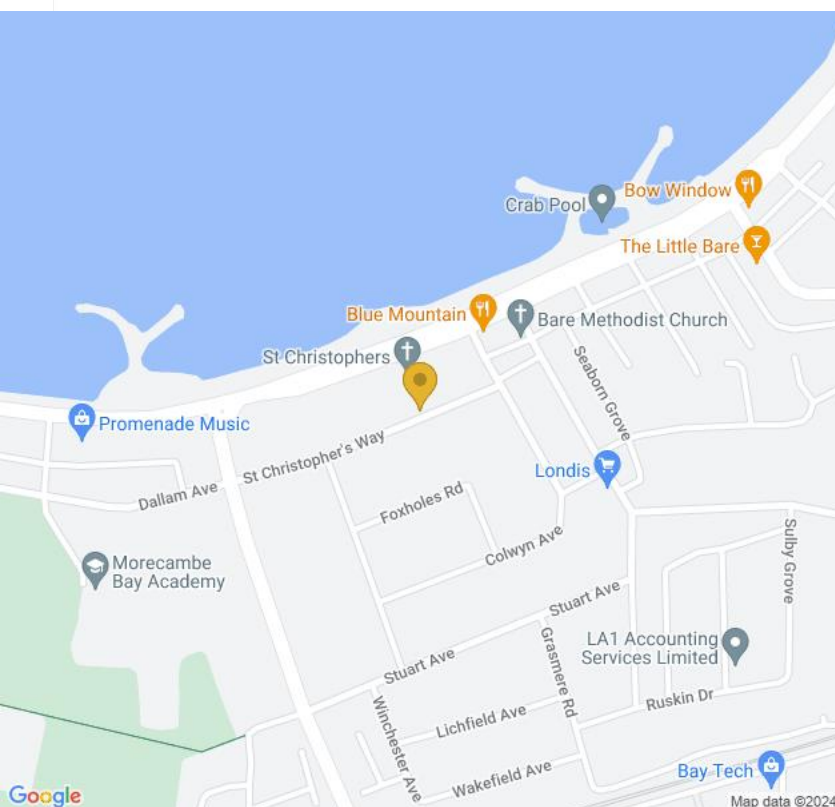 Bow Window
Crab Pool
The Little Bare
Blue Mountain
Bare Methodist Church
St Christophers
Seaborn Grove
Promenade Music
St Christopher's Way
Londis
Dallam Ave
Foxholes Rd
Sulby Grove
Colwyn Ave
Morecambe
Bay Academy
Stuart Ave
Grasmere Rd
LA1 Accounting
Services Limited
Stuart Ave
Ruskin Dr
Winchester Ave
Lichfield Ave
Wakefield Ave
Bay Tech
Google
Map data ©2024